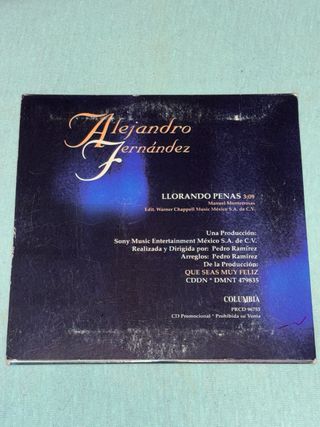 Alejandro
Fernández
LLORANDO PENAS 3:09
Manuel Monterrosas
Edit. Warner Chappell Music México S.A. de C.V.
Una Producción:
Sony Music Entertainment México S.A. de C.V.
Realizada y Dirigida por: Pedro Ramírez
Arreglos: Pedro Ramírez
De la Producción:
QUE SEAS MUY FELIZ
CDDN * DMNT 479835
COLUMBIA
PRCD 96753
CD Promocional * Prohibida su Venta